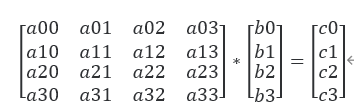 [a00 a01 a02 a03] [b0] [c0]
[a10 a11 a12 a13] * [b1] = [c1]
[a20 a21 a22 a23] [b2] [c2]
[a30 a31 a32 a33] [b3] [c3]